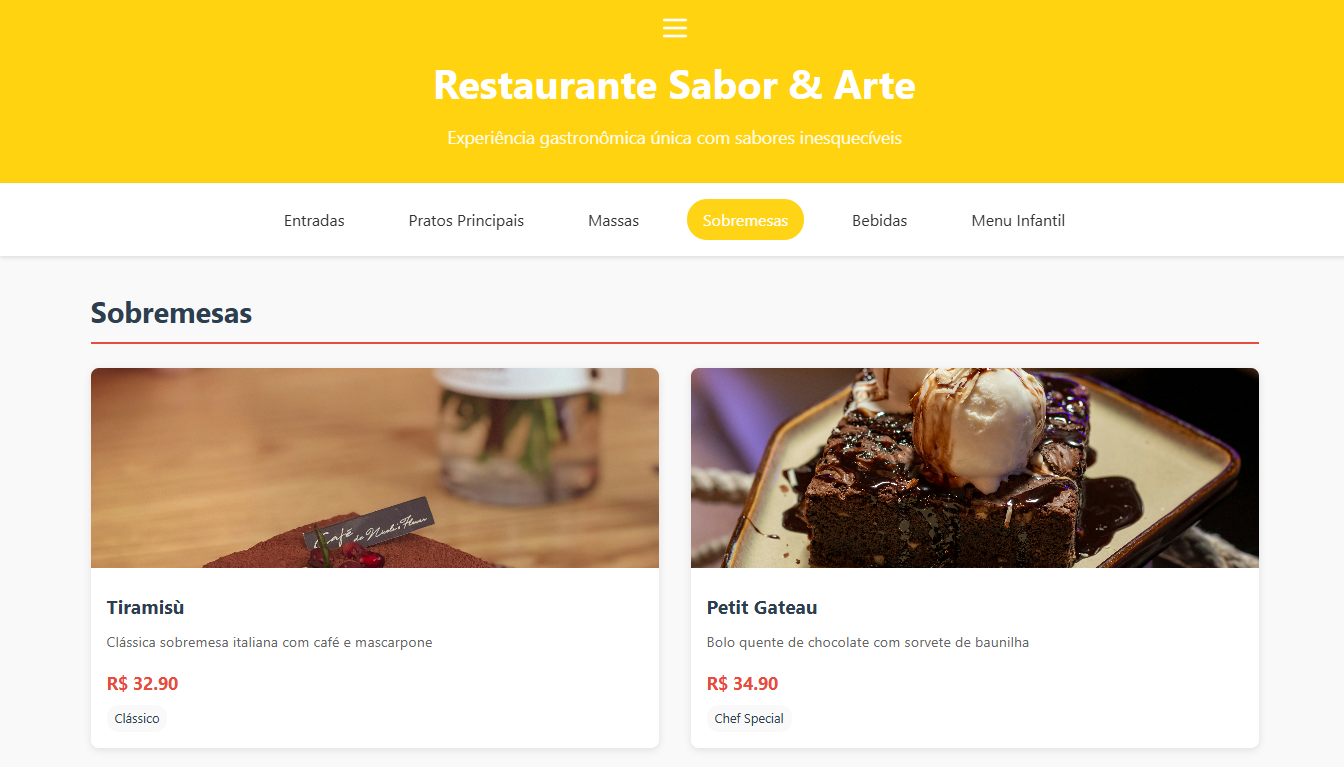 Restaurante Sabor & Arte
Experiência gastronômica única com sabores inesquecíveis
Entradas Pratos Principais Massas Sobremesas Bebidas Menu Infantil
Sobremesas
Café
Tiramisù
Clássica sobremesa italiana com café e mascarpone
R$ 32.90
Clássico
Petit Gateau
Bolo quente de chocolate com sorvete de baunilha
R$ 34.90
Chef Special